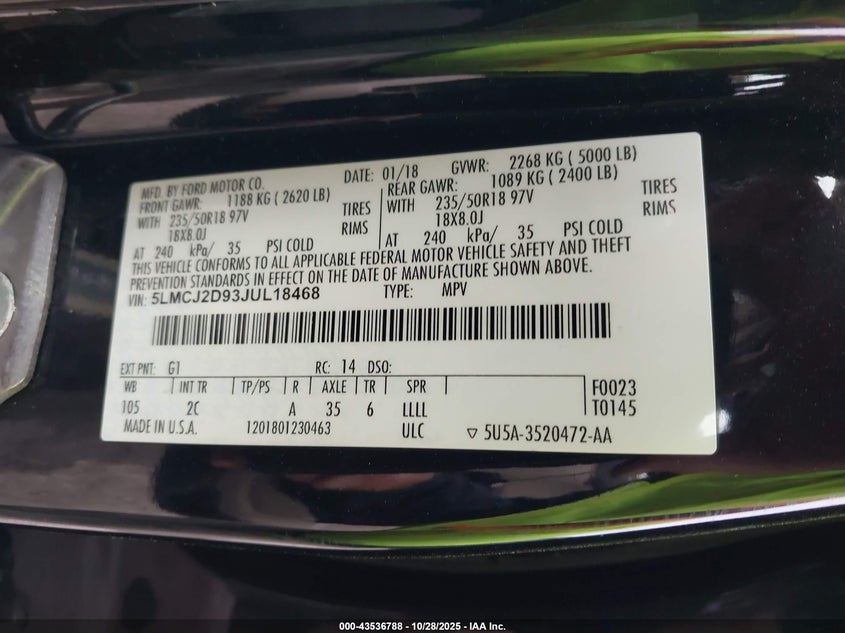 MFD. BY FORD MOTOR CO. DATE: 01/18 GVWR: 2268 KG ( 5000 LB)
FRONT GAWR: 1188 KG ( 2620 LB) REAR GAWR: 1089 KG ( 2400 LB)
WITH 235/50R18 97V TIRES WITH 235/50R18 97V TIRES
18X8.0J RIMS 18X8.0J RIMS
AT 240 kPa/ 35 PSI COLD AT 240 kPa/ 35 PSI COLD
THIS VEHICLE CONFORMS TO ALL APPLICABLE FEDERAL MOTOR VEHICLE SAFETY AND THEFT
PREVENTION STANDARDS IN EFFECT ON THE DATE OF MANUFACTURE SHOWN ABOVE.
VIN: 5LMCJ2D93JUL18468 TYPE: MPV
EXT PNT: G1 RC: 14 DSO:
WB INT TR TP/PS R AXLE TR SPR F0023
105 2C A 35 6 LLLL T0145
MADE IN U.S.A. 1201801230463 ULC ▽ 5U5A-3520472-AA
000-43536788 - 10/28/2025 - IAA Inc.